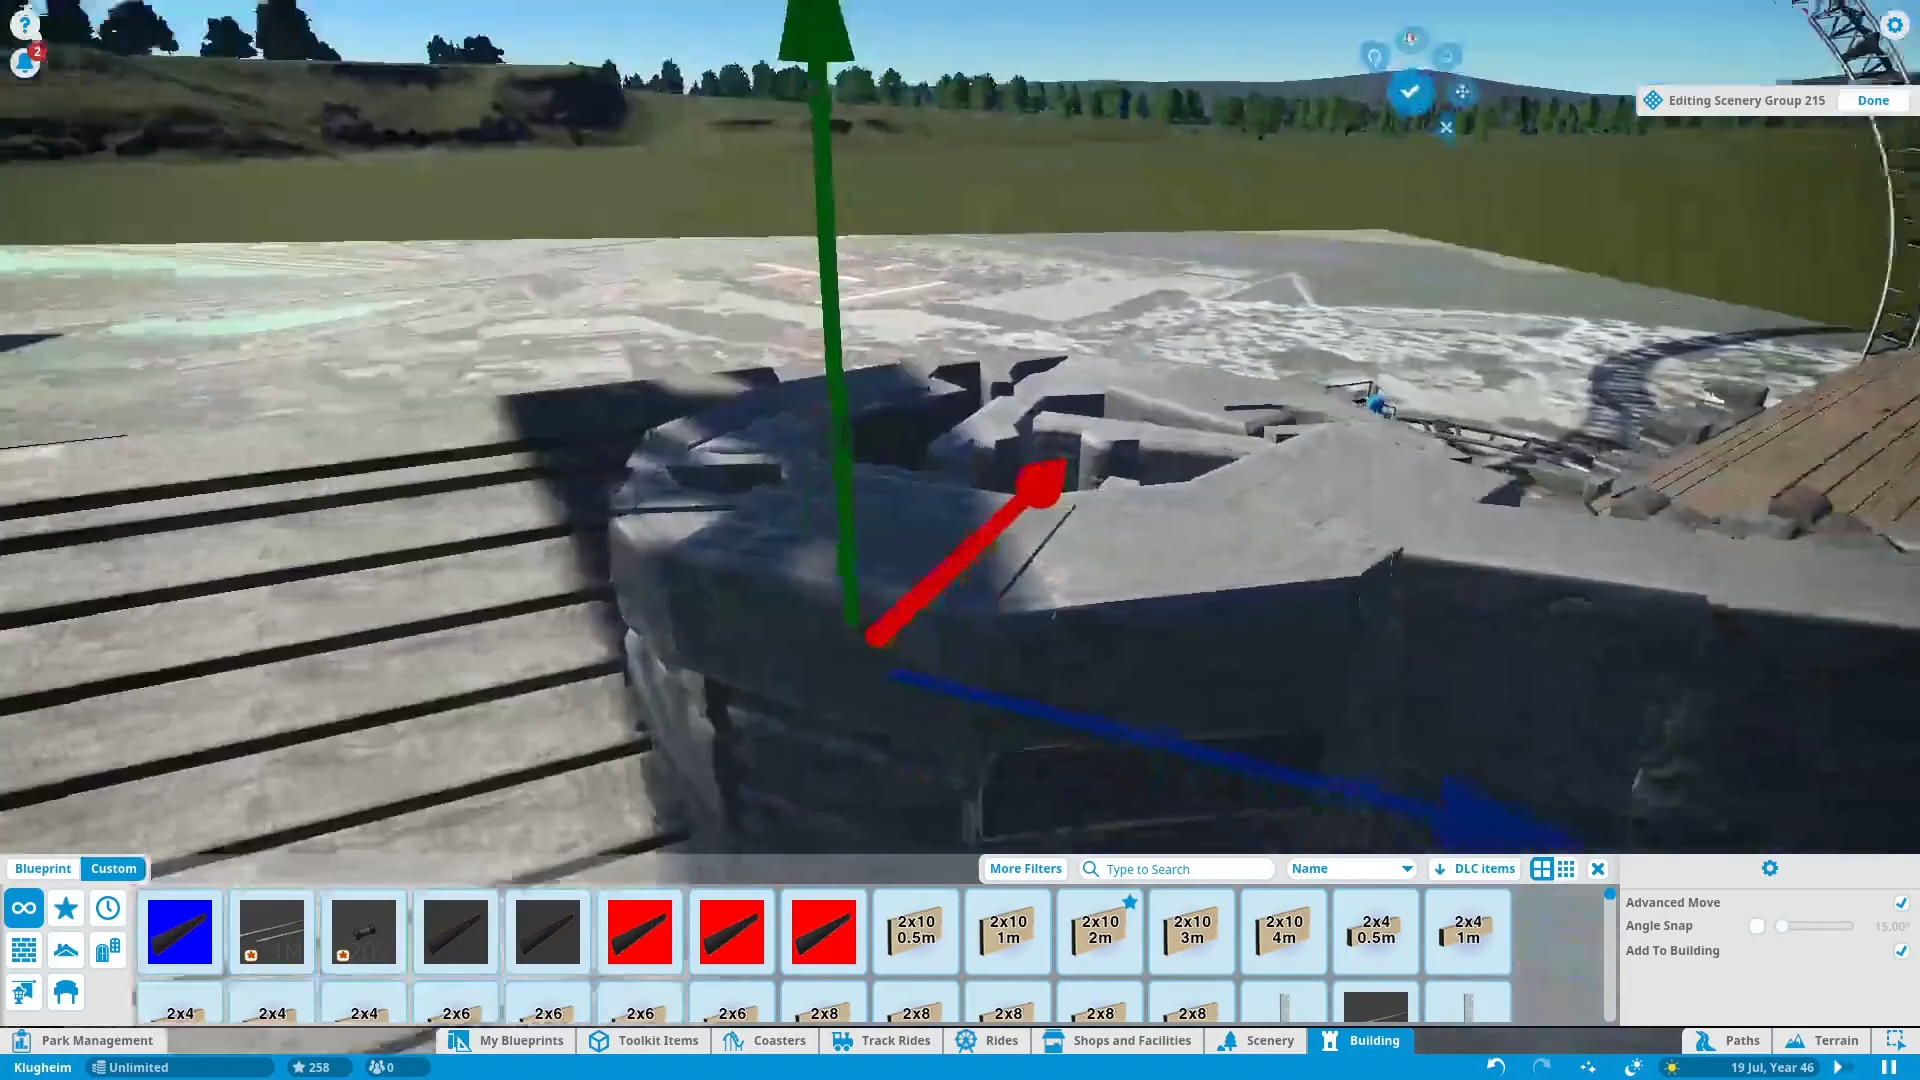 ?
2
Editing Scenery Group 215
Done
Blueprint
Custom
More Filters
Type to Search
Name
DLC items
Advanced Move
Angle Snap
15.00°
Add To Building
1M
20S
2x10
0.5m
2x10
1m
2x10
2m
2x10
3m
2x10
4m
2x4
0.5m
2x4
1m
2x4
2x4
2x4
2x6
2x6
2x6
2x6
2x8
2x8
2x8
2x8
2x8
Park Management
My Blueprints
Toolkit Items
Coasters
Track Rides
Rides
Shops and Facilities
Scenery
Building
Paths
Terrain
Klugheim
Unlimited
258
0
19 Jul, Year 46